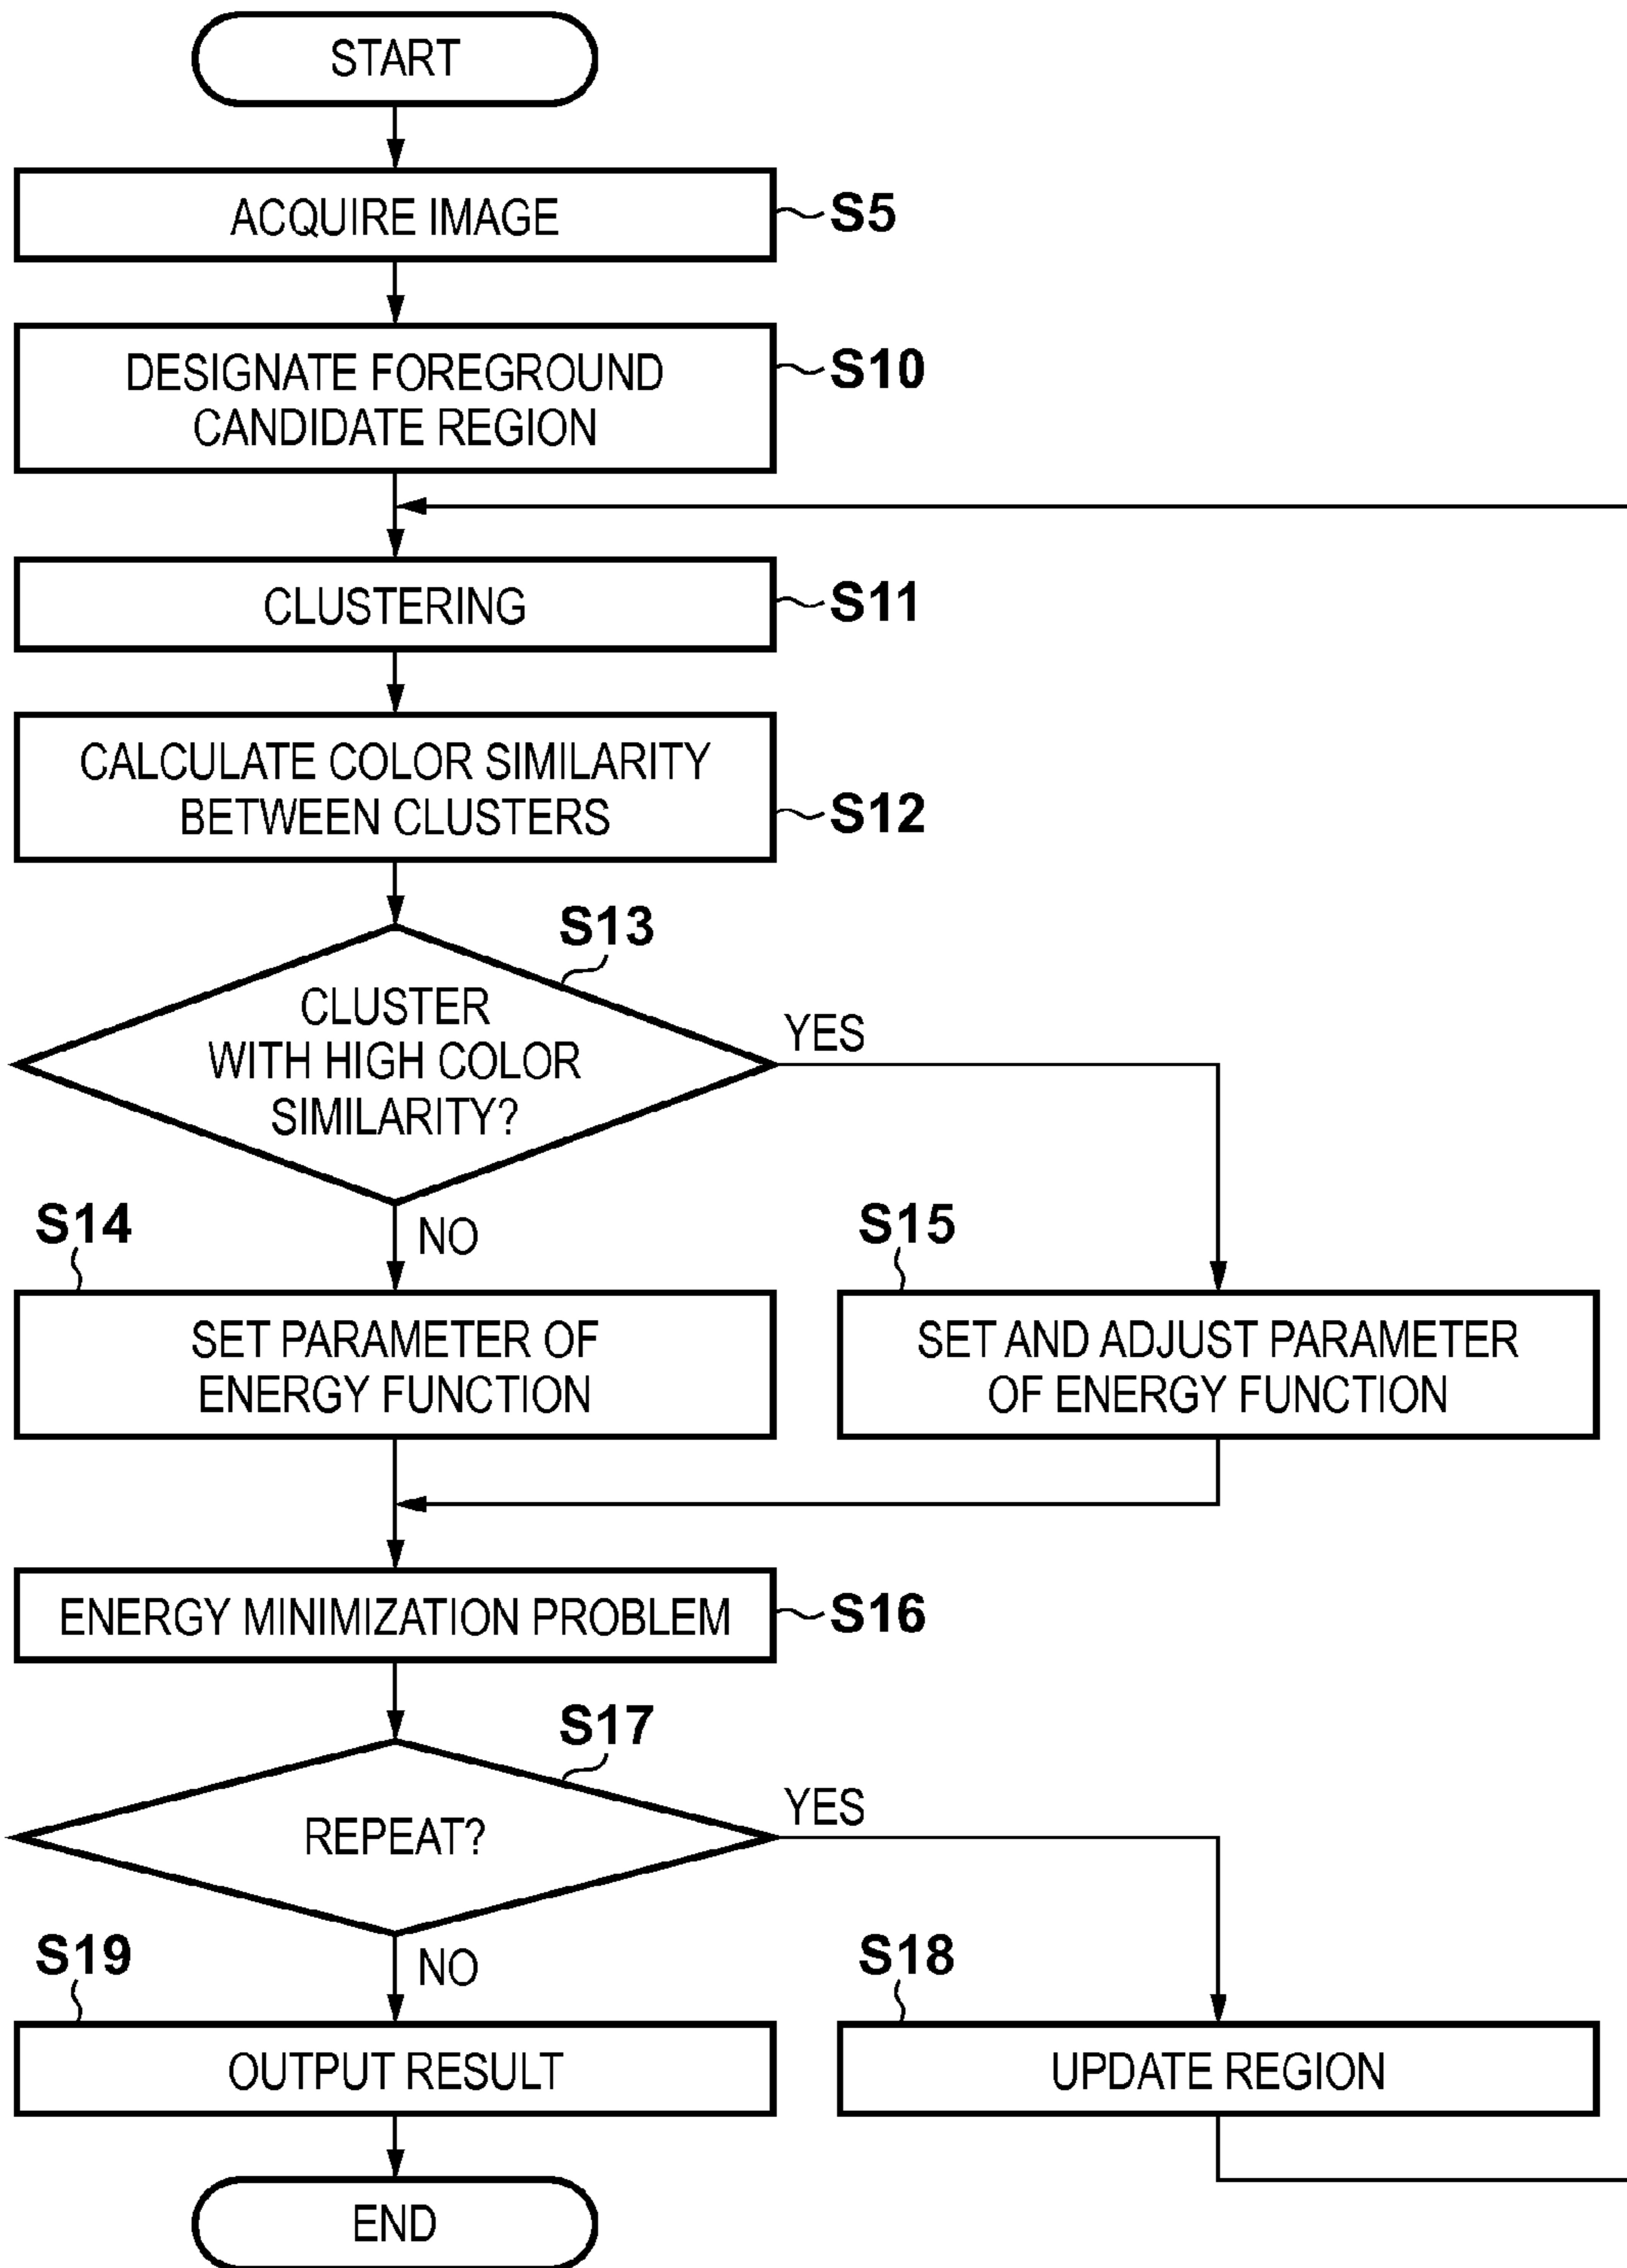 START
ACQUIRE IMAGE
S5
DESIGNATE FOREGROUND
CANDIDATE REGION
S10
CLUSTERING
S11
CALCULATE COLOR SIMILARITY
BETWEEN CLUSTERS
S12
S13
CLUSTER
WITH HIGH COLOR
SIMILARITY?
YES
NO
S14
SET PARAMETER OF
ENERGY FUNCTION
S15
SET AND ADJUST PARAMETER
OF ENERGY FUNCTION
ENERGY MINIMIZATION PROBLEM
S16
S17
REPEAT?
YES
NO
S19
OUTPUT RESULT
S18
UPDATE REGION
END